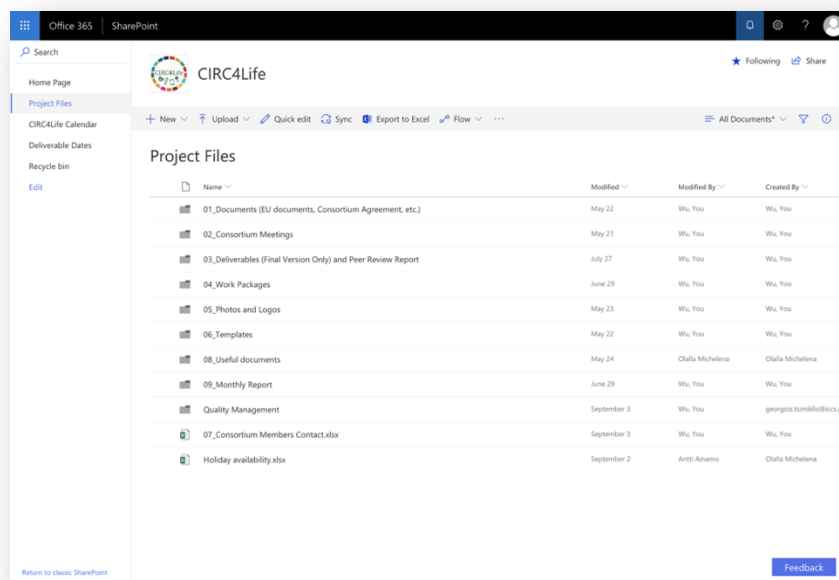 Office 365 SharePoint ?
Search
Home Page
Project Files
CIRC4Life Calendar
Deliverable Dates
Recycle bin
Edit
Return to classic SharePoint
CIRC4Life CIRC4Life
Following Share
New Upload Quick edit Sync Export to Excel Flow ··· All Documents*
Project Files
Name Modified Modified By Created By
01_Documents (EU documents, Consortium Agreement, etc.) May 22 Wu, You Wu, You
02_Consortium Meetings May 21 Wu, You Wu, You
03_Deliverables (Final Version Only) and Peer Review Report July 27 Wu, You Wu, You
04_Work Packages June 29 Wu, You Wu, You
05_Photos and Logos May 23 Wu, You Wu, You
06_Templates May 22 Wu, You Wu, You
08_Useful documents May 24 Olalla Michelena Olalla Michelena
09_Monthly Report June 29 Wu, You Wu, You
Quality Management September 3 Wu, You georgios.tsimiklis@iccs.
07_Consortium Members Contact.xlsx September 3 Wu, You Wu, You
Holiday availability.xlsx September 2 Antti Ainamo Olalla Michelena
Feedback